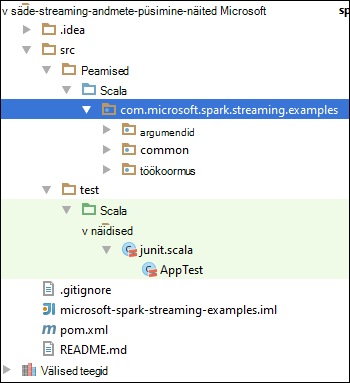 v säde-streaming-andmete-püsimine-näited Microsoft sp
.idea
src
Peamised
Scala
com.microsoft.spark.streaming.examples
argumendid
common
töökoormus
test
Scala
v näidised
junit.scala
AppTest
.gitignore
microsoft-spark-streaming-examples.iml
pom.xml
README.md
Välised teegid